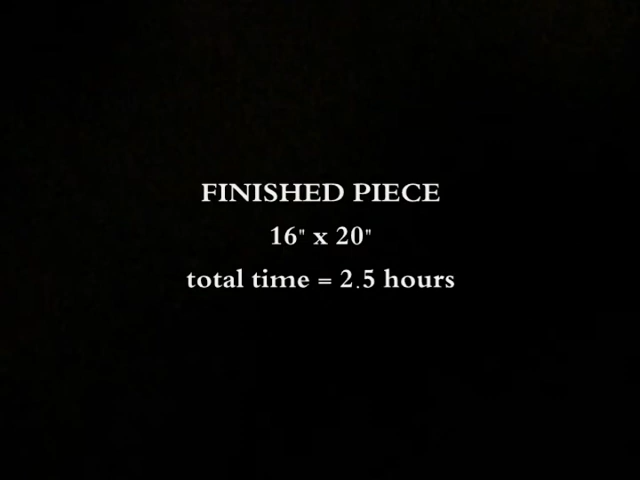 FINISHED PIECE
16" x 20"
total time = 2.5 hours